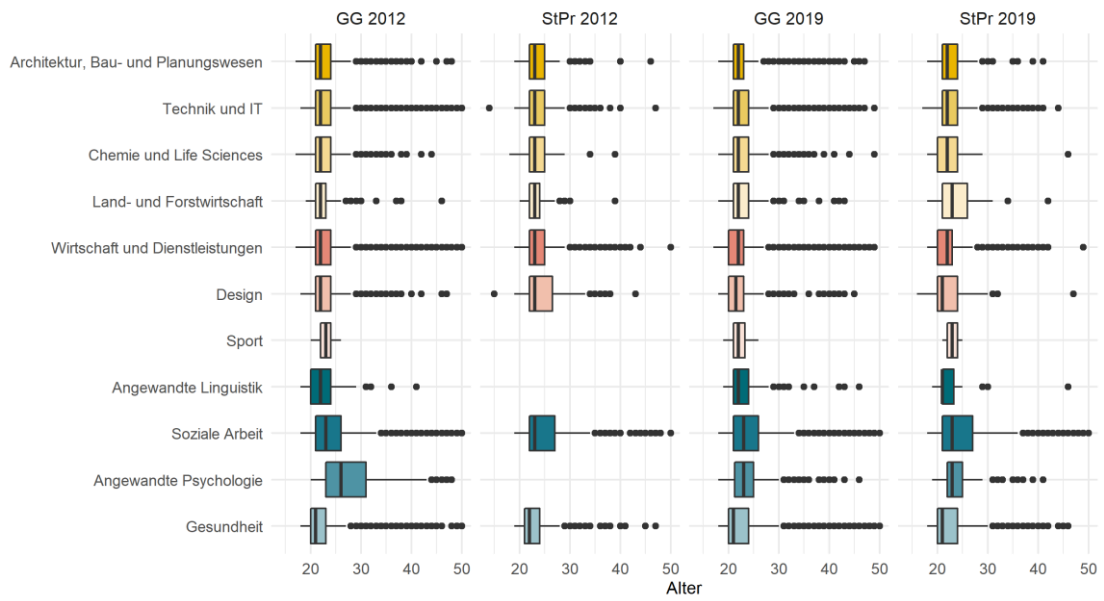 GG 2012 StPr 2012 GG 2019 StPr 2019
Architektur, Bau- und Planungswesen
Technik und IT
Chemie und Life Sciences
Land- und Forstwirtschaft
Wirtschaft und Dienstleistungen
Design
Sport
Angewandte Linguistik
Soziale Arbeit
Angewandte Psychologie
Gesundheit
20 30 40 50 20 30 40 50 20 30 40 50 20 30 40 50
Alter